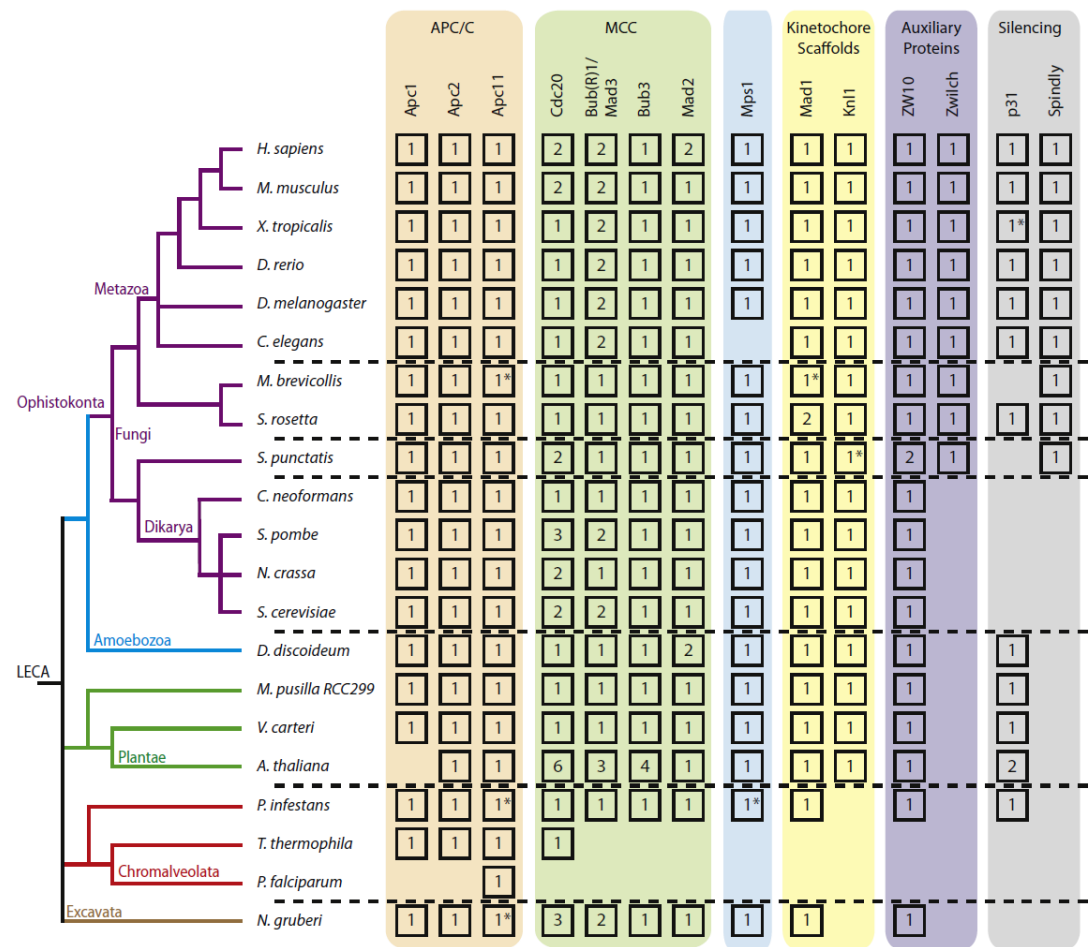 APC/C MCC Kinetochore Scaffolds Auxiliary Proteins Silencing
Apc1 Apc2 Apc11 Cdc20 Bub(R)1/ Mad3 Bub3 Mad2 Mps1 Mad1 Knl1 ZW10 Zwilch p31 Spindly
H. sapiens 1 1 1 2 2 1 2 1 1 1 1 1 1 1
M. musculus 1 1 1 2 2 1 1 1 1 1 1 1 1 1
X. tropicalis 1 1 1 1 2 1 1 1 1 1 1 1 1* 1
D. rerio 1 1 1 1 2 1 1 1 1 1 1 1 1 1
Metazoa
D. melanogaster 1 1 1 1 2 1 1 1 1 1 1 1 1 1
C. elegans 1 1 1 1 2 1 1 1 1 1 1 1 1
M. brevicollis 1 1 1* 1 1 1 1 1 1* 1 1 1 1
Ophistokonta
S. rosetta 1 1 1 1 1 1 1 1 2 1 1 1 1 1
Fungi
S. punctatis 1 1 1 2 1 1 1 1 1 1* 2 1 1
C. neoformans 1 1 1 1 1 1 1 1 1 1 1
Dikarya
S. pombe 1 1 1 3 2 1 1 1 1 1 1
N. crassa 1 1 1 2 1 1 1 1 1 1 1
S. cerevisiae 1 1 1 2 2 1 1 1 1 1 1
Amoebozoa
D. discoideum 1 1 1 1 1 1 2 1 1 1 1 1
LECA
M. pusilla RCC299 1 1 1 1 1 1 1 1 1 1 1 1
V. carteri 1 1 1 1 1 1 1 1 1 1 1 1
Plantae
A. thaliana 1 1 6 3 4 1 1 1 1 1 2
P. infestans 1 1 1* 1 1 1 1 1* 1 1 1
T. thermophila 1 1 1 1
Chromalveolata
P. falciparum 1
Excavata
N. gruberi 1 1 1* 3 2 1 1 1 1